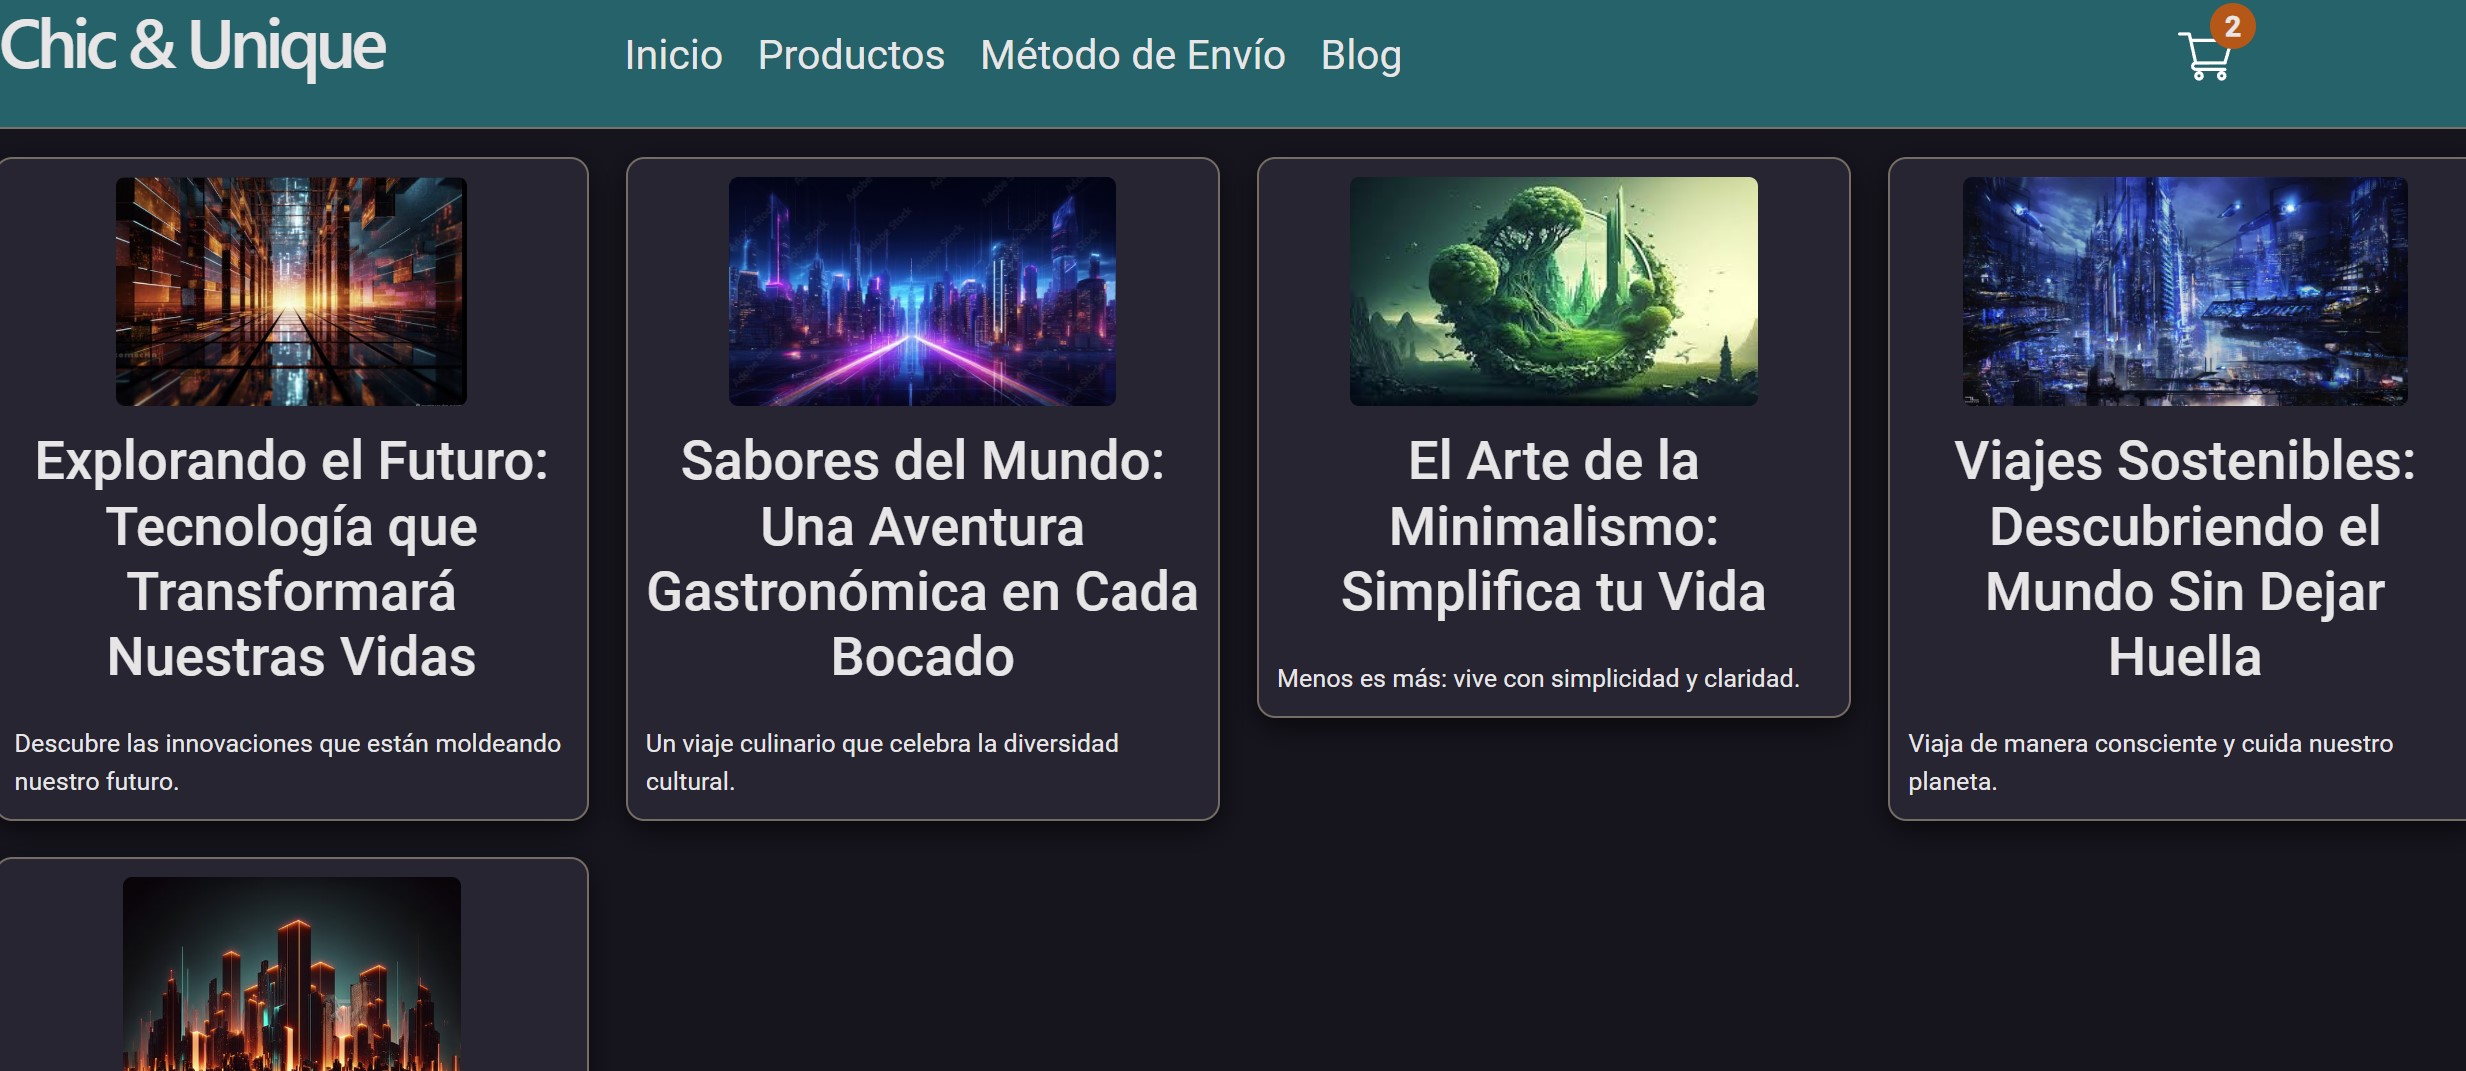 Chic & Unique
Inicio Productos Método de Envío Blog
2
Explorando el Futuro:
Tecnología que
Transformará
Nuestras Vidas
Descubre las innovaciones que están moldeando
nuestro futuro.
Sabores del Mundo:
Una Aventura
Gastronómica en Cada
Bocado
Un viaje culinario que celebra la diversidad
cultural.
El Arte de la
Minimalismo:
Simplifica tu Vida
Menos es más: vive con simplicidad y claridad.
Viajes Sostenibles:
Descubriendo el
Mundo Sin Dejar
Huella
Viaja de manera consciente y cuida nuestro
planeta.